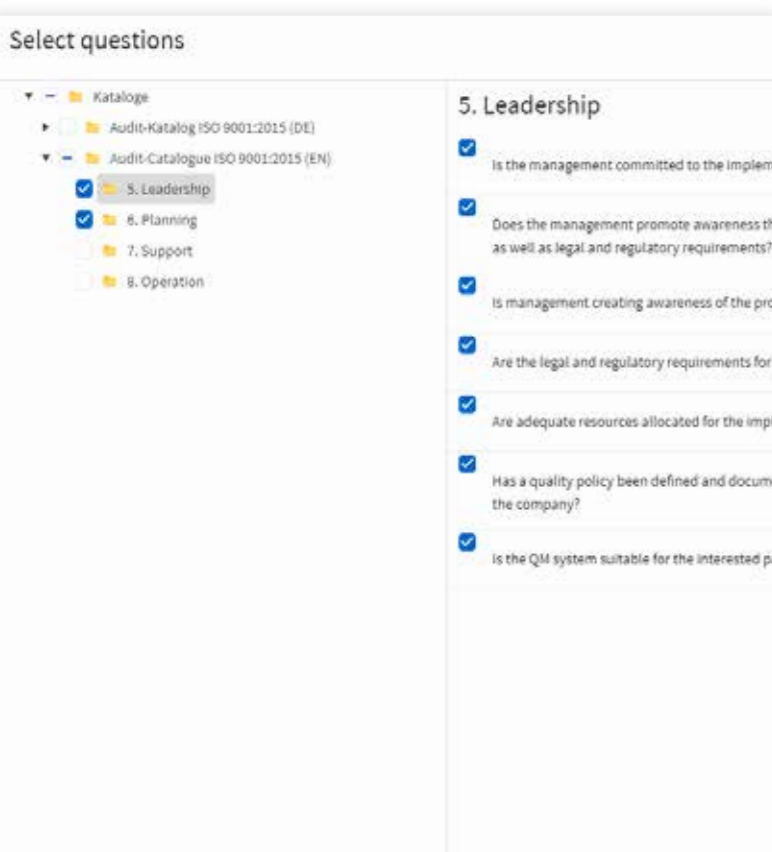 Select questions
Kataloge
Audit-Katalog ISO 9001:2015 (DE)
Audit-Catalogue ISO 9001:2015 (EN)
5. Leadership
6. Planning
7. Support
8. Operation
5. Leadership
Is the management committed to the implem
Does the management promote awareness th
as well as legal and regulatory requirements?
Is management creating awareness of the pro
Are the legal and regulatory requirements for
Are adequate resources allocated for the impl
Has a quality policy been defined and docume
the company?
Is the QM system suitable for the interested pa